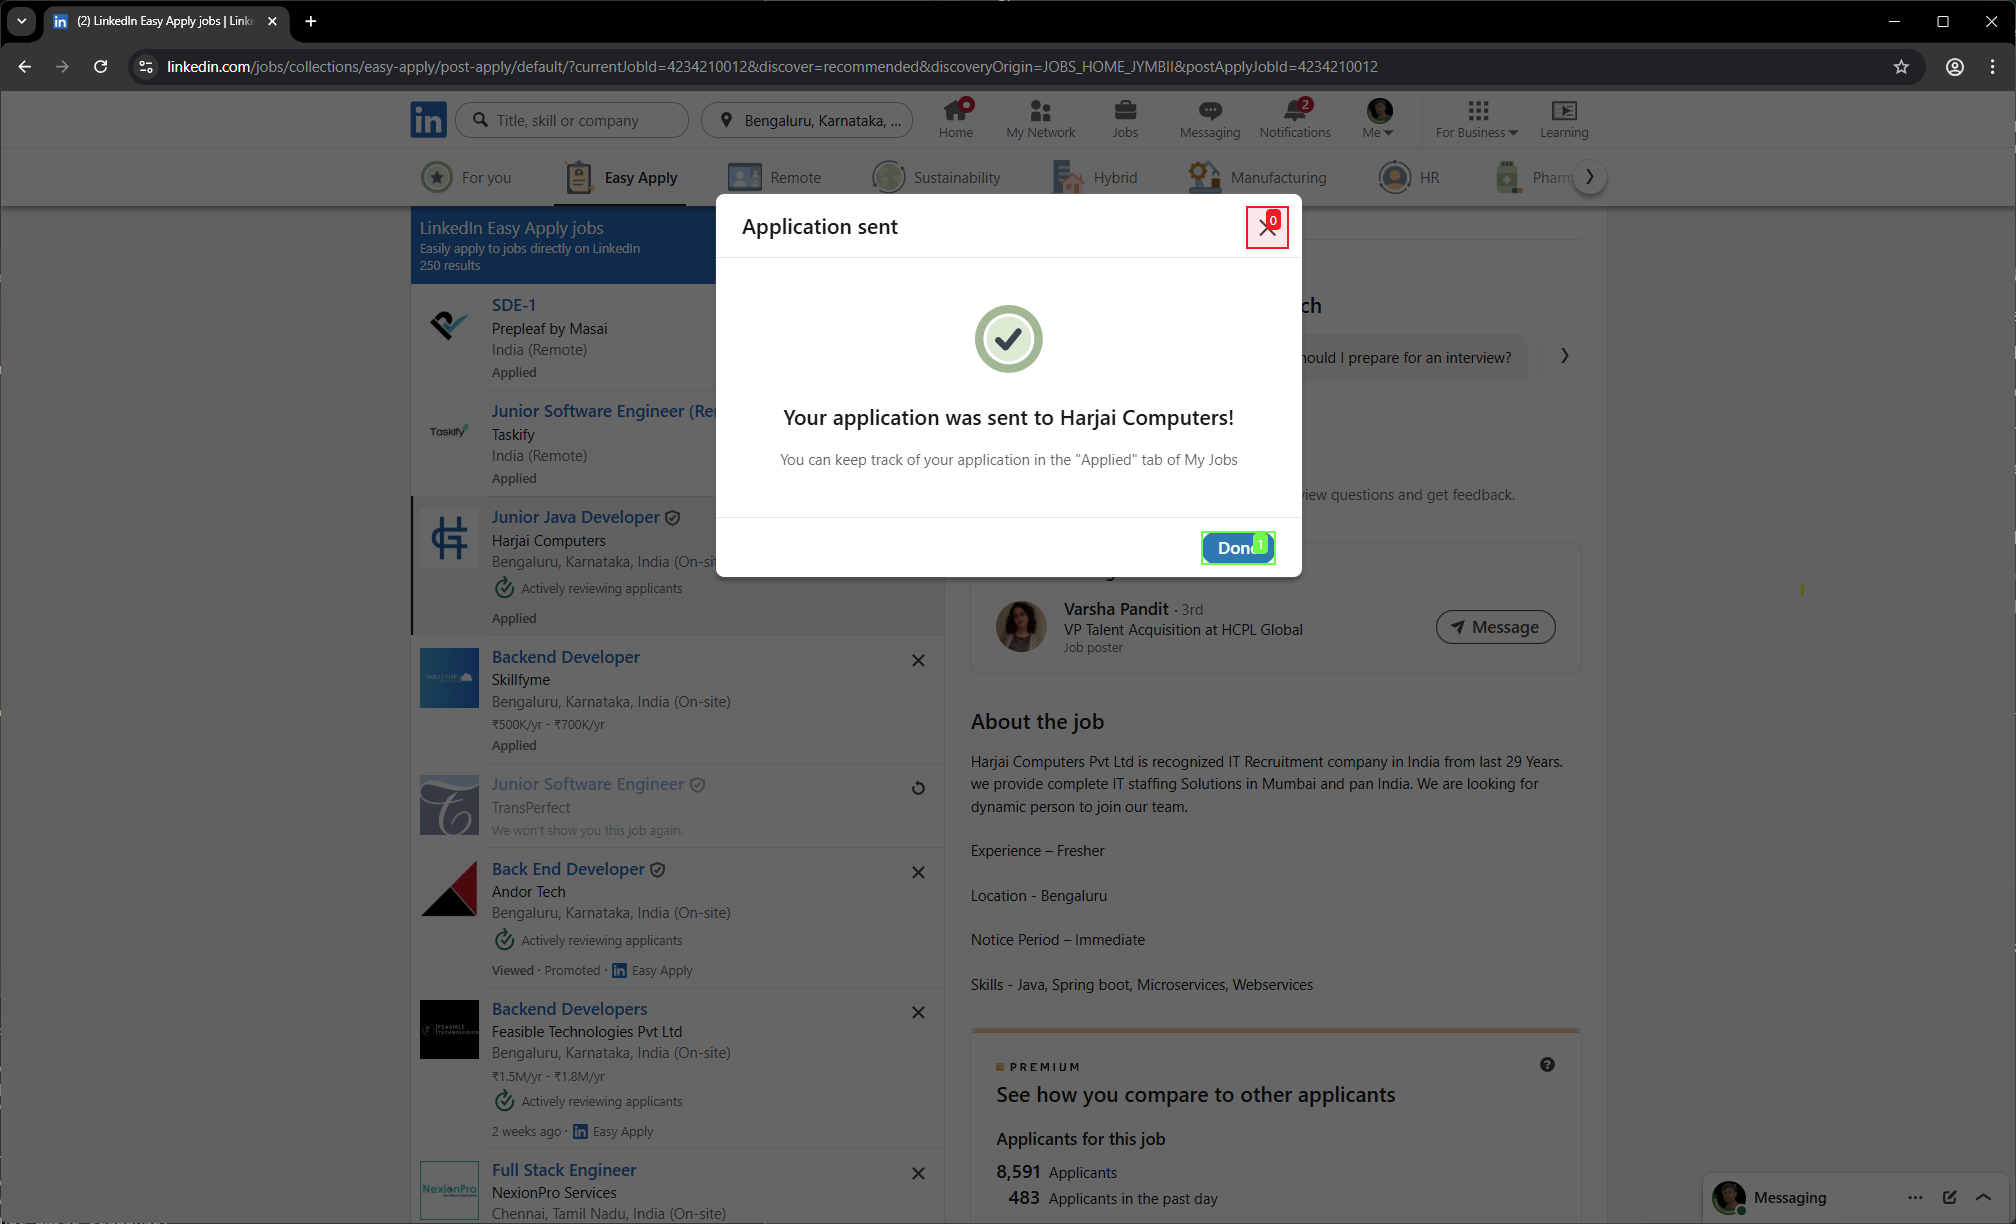 (2) LinkedIn Easy Apply jobs | Linke
linkedin.com/jobs/collections/easy-apply/post-apply/default/?currentJobId=4234210012&discover=recommended&discoveryOrigin=JOBS_HOME_JYMBII&postApplyJobId=4234210012
in
Title, skill or company
Bengaluru, Karnataka, ...
Home
My Network
Jobs
Messaging
2
Notifications
Me
For Business
Learning
For you
Easy Apply
Remote
Sustainability
Hybrid
Manufacturing
HR
Pharm
LinkedIn Easy Apply jobs
Easily apply to jobs directly on LinkedIn
250 results
SDE-1
Prepleaf by Masai
India (Remote)
Applied
Junior Software Engineer (Re
Taskify
Taskify
India (Remote)
Applied
Junior Java Developer
Harjai Computers
Bengaluru, Karnataka, India (On-si
Actively reviewing applicants
Applied
Backend Developer
Skillfyme
Bengaluru, Karnataka, India (On-site)
₹500K/yr - ₹700K/yr
Applied
Junior Software Engineer
TransPerfect
We won't show you this job again.
Back End Developer
Andor Tech
Bengaluru, Karnataka, India (On-site)
Actively reviewing applicants
Viewed · Promoted · in Easy Apply
Backend Developers
FEASIBLE
TECHNOLOGIES
Feasible Technologies Pvt Ltd
Bengaluru, Karnataka, India (On-site)
₹1.5M/yr - ₹1.8M/yr
Actively reviewing applicants
2 weeks ago · in Easy Apply
Full Stack Engineer
NexionPro
NexionPro Services
Chennai, Tamil Nadu, India (On-site)
Application sent
0
Your application was sent to Harjai Computers!
You can keep track of your application in the "Applied" tab of My Jobs
Done
1
ch
hould I prepare for an interview?
view questions and get feedback.
Varsha Pandit · 3rd
VP Talent Acquisition at HCPL Global
Job poster
Message
About the job
Harjai Computers Pvt Ltd is recognized IT Recruitment company in India from last 29 Years.
we provide complete IT staffing Solutions in Mumbai and pan India. We are looking for
dynamic person to join our team.
Experience – Fresher
Location - Bengaluru
Notice Period – Immediate
Skills - Java, Spring boot, Microservices, Webservices
PREMIUM
See how you compare to other applicants
Applicants for this job
8,591 Applicants
483 Applicants in the past day
Messaging